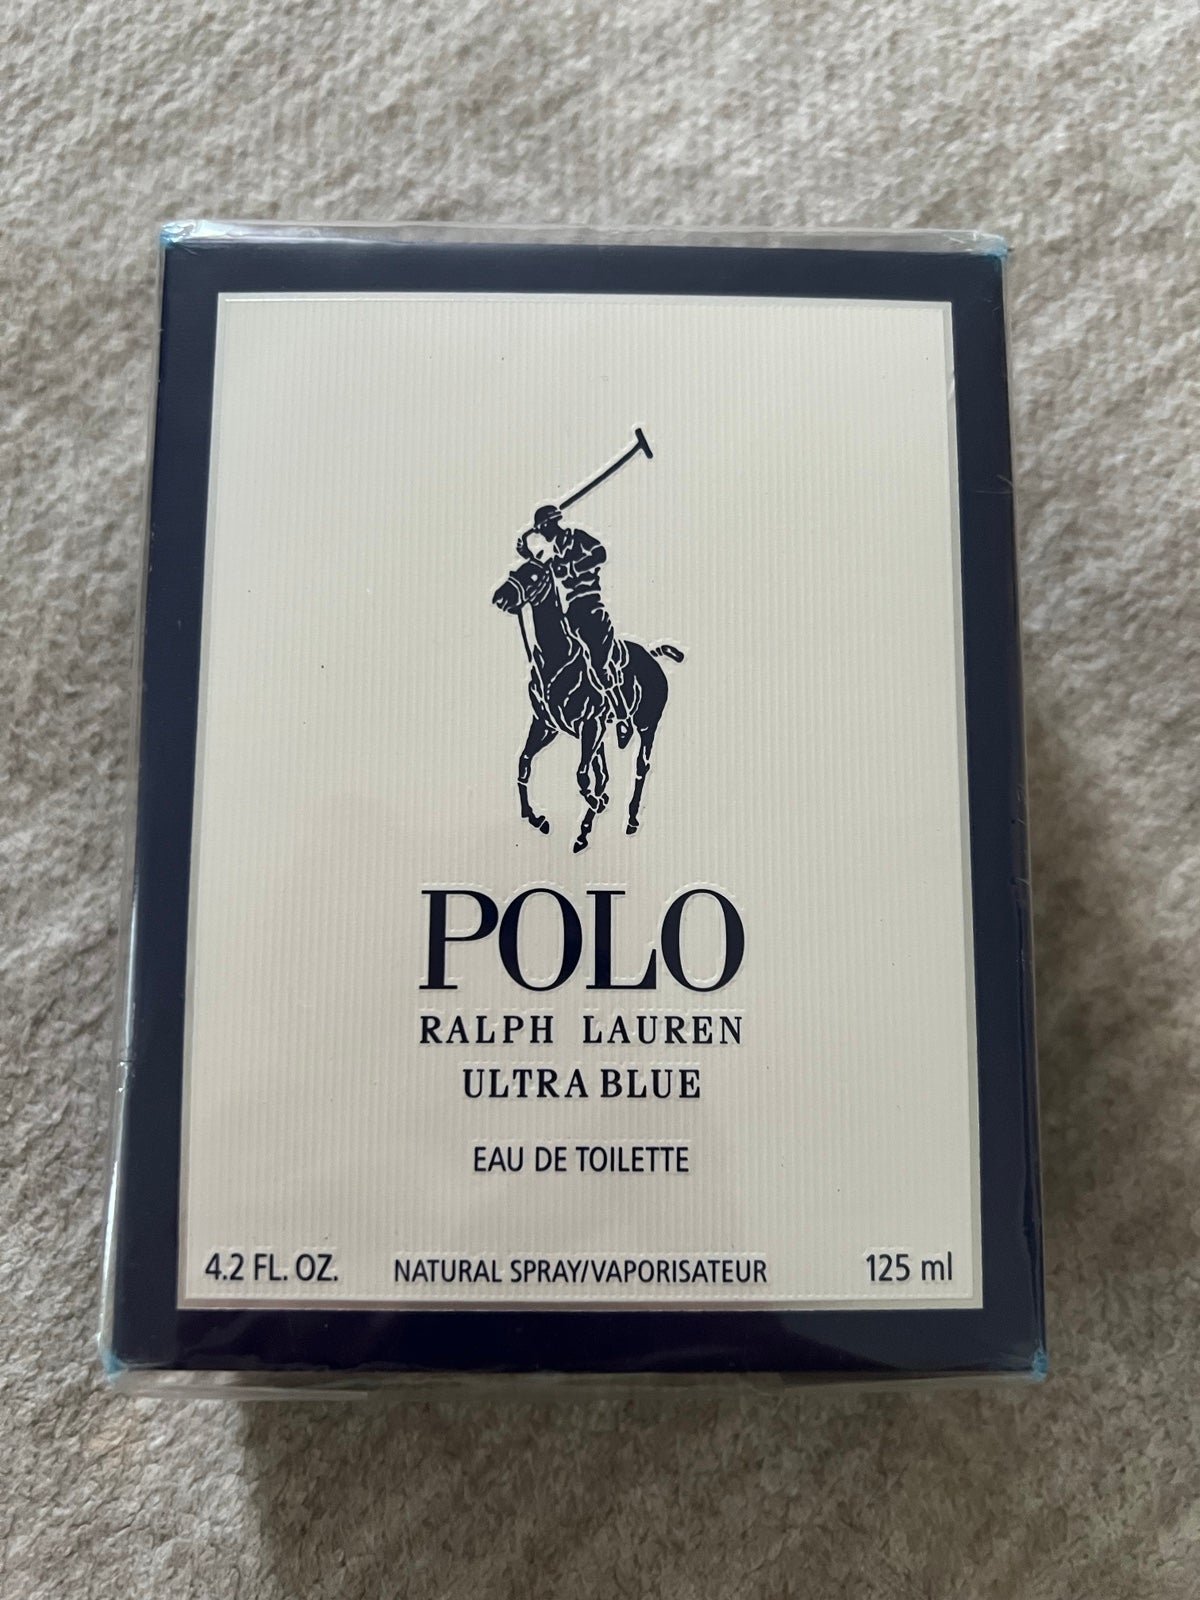 POLO
RALPH LAUREN
ULTRA BLUE
EAU DE TOILETTE
4.2 FL. OZ. NATURAL SPRAY/VAPORISATEUR 125 ml